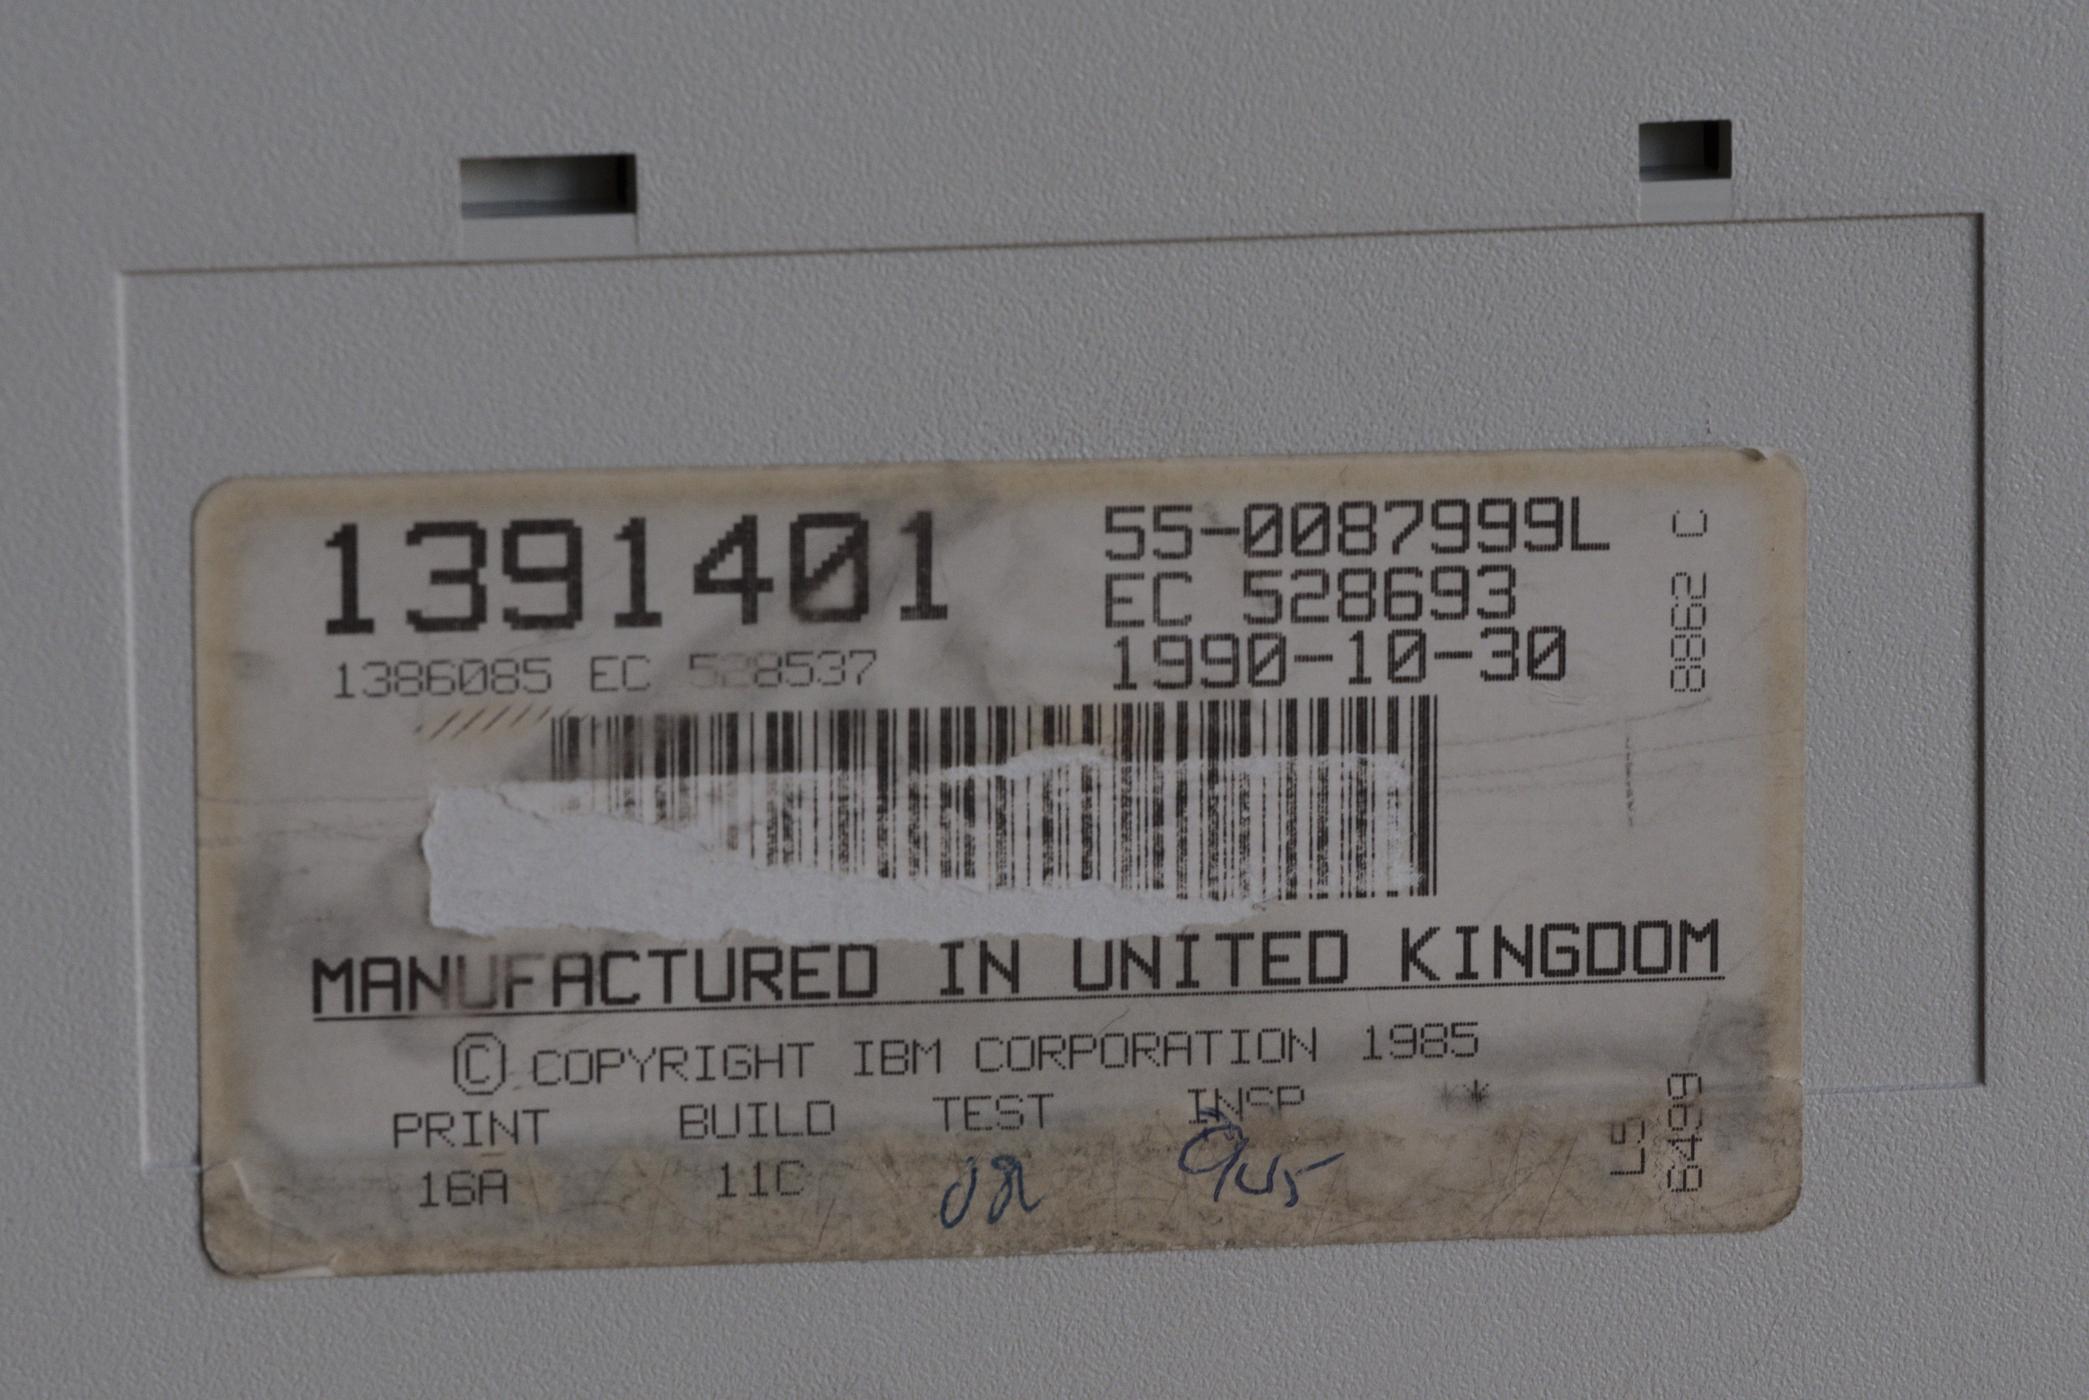 1391401
55-0087999L
EC 528693
1990-10-30
1386085 EC 528537
8862 C
MANUFACTURED IN UNITED KINGDOM
© COPYRIGHT IBM CORPORATION 1985
PRINT BUILD TEST INSP **
16A 11C
L5
6499